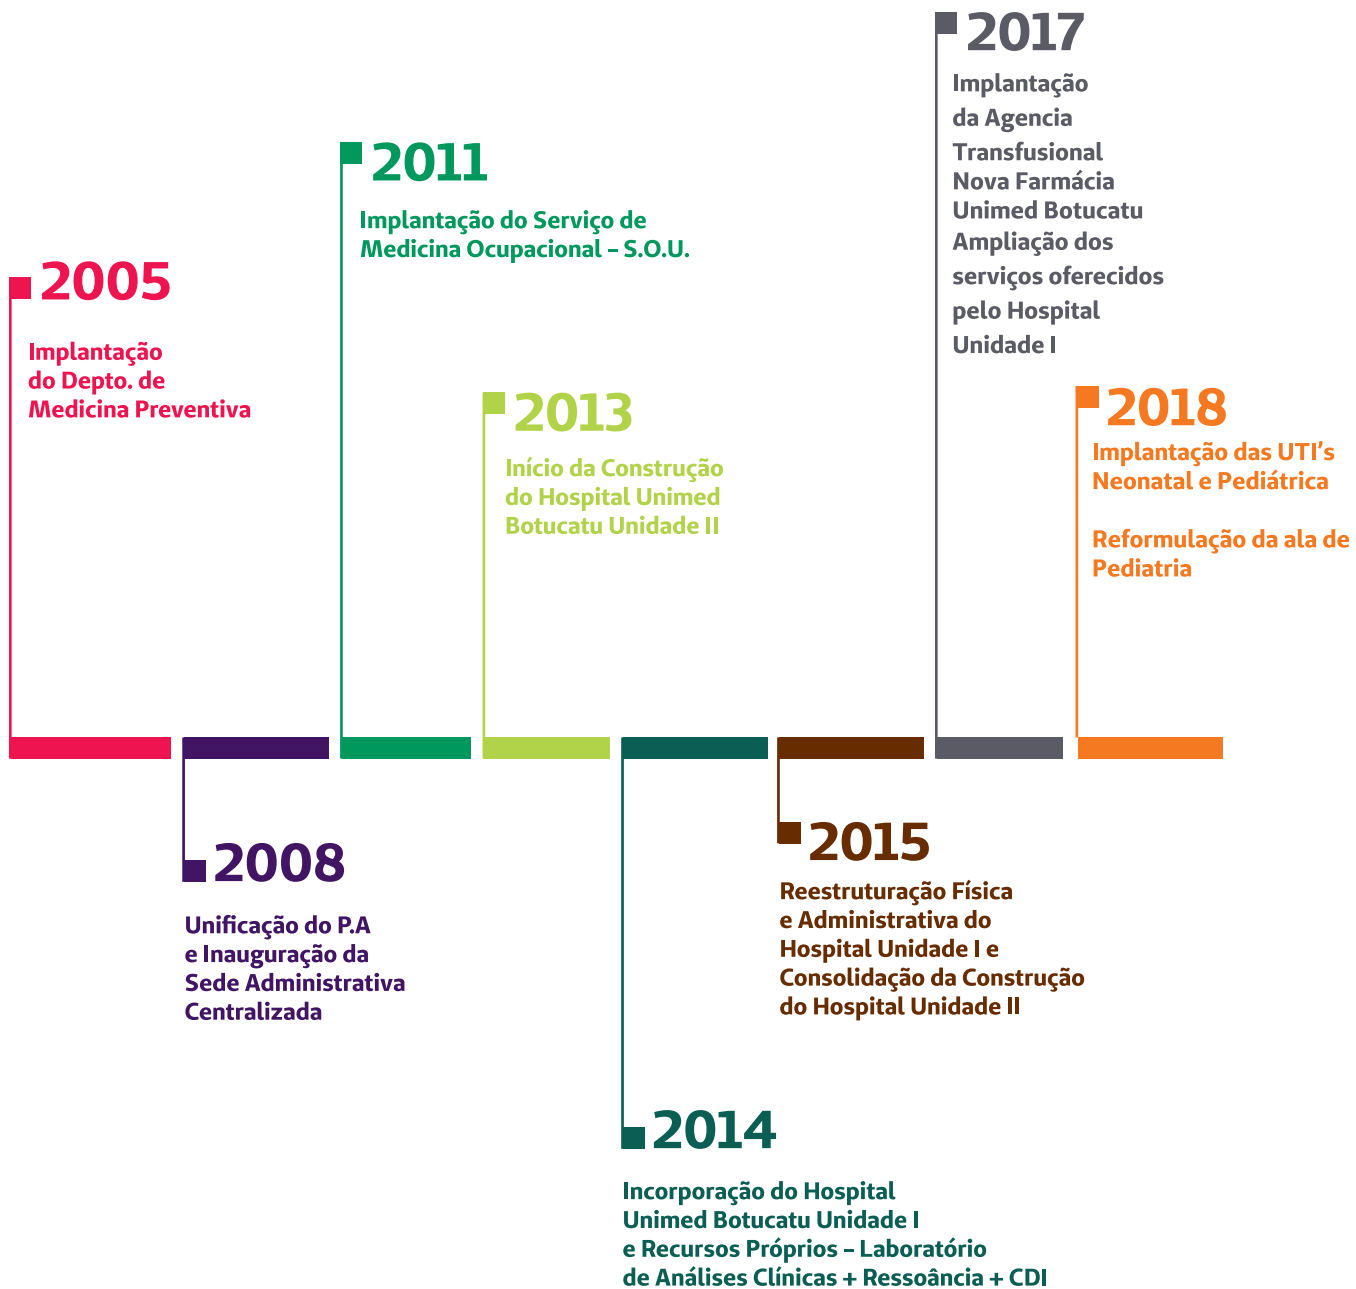 2005
Implantação
do Depto. de
Medicina Preventiva
2008
Unificação do P.A
e Inauguração da
Sede Administrativa
Centralizada
2011
Implantação do Serviço de
Medicina Ocupacional – S.O.U.
2013
Início da Construção
do Hospital Unimed
Botucatu Unidade II
2014
Incorporação do Hospital
Unimed Botucatu Unidade I
e Recursos Próprios – Laboratório
de Análises Clínicas + Ressoância + CDI
2015
Reestruturação Física
e Administrativa do
Hospital Unidade I e
Consolidação da Construção
do Hospital Unidade II
2017
Implantação
da Agencia
Transfusional
Nova Farmácia
Unimed Botucatu
Ampliação dos
serviços oferecidos
pelo Hospital
Unidade I
2018
Implantação das UTI’s
Neonatal e Pediátrica
Reformulação da ala de
Pediatria